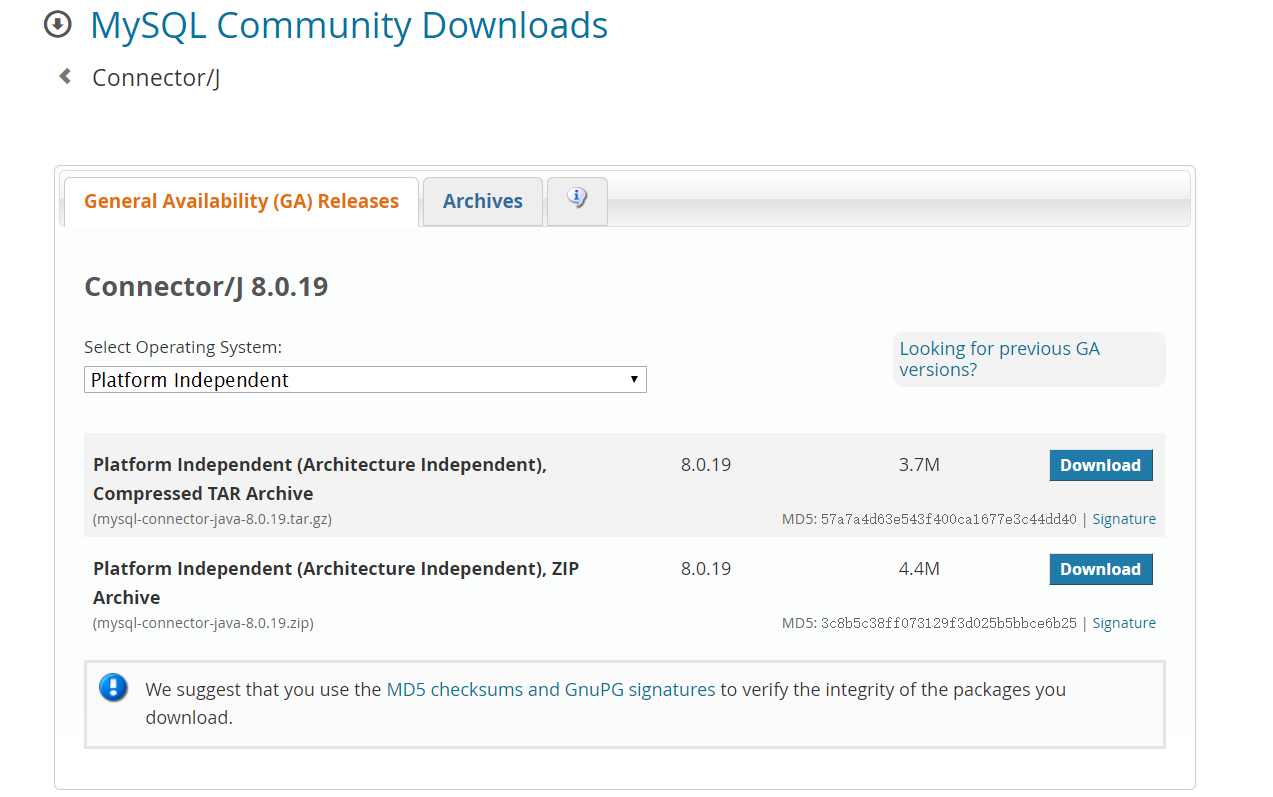 MySQL Community Downloads
Connector/J
General Availability (GA) Releases
Archives
Connector/J 8.0.19
Select Operating System:
Looking for previous GA
versions?
Platform Independent
Platform Independent (Architecture Independent), 8.0.19 3.7M Download
Compressed TAR Archive
(mysql-connector-java-8.0.19.tar.gz) MD5: 57a7a4d63e543f400ca1677e3c44dd40 | Signature
Platform Independent (Architecture Independent), ZIP 8.0.19 4.4M Download
Archive
(mysql-connector-java-8.0.19.zip) MD5: 3c8b5c38ff073129f3d025b5bbce6b25 | Signature
We suggest that you use the MD5 checksums and GnuPG signatures to verify the integrity of the packages you
download.